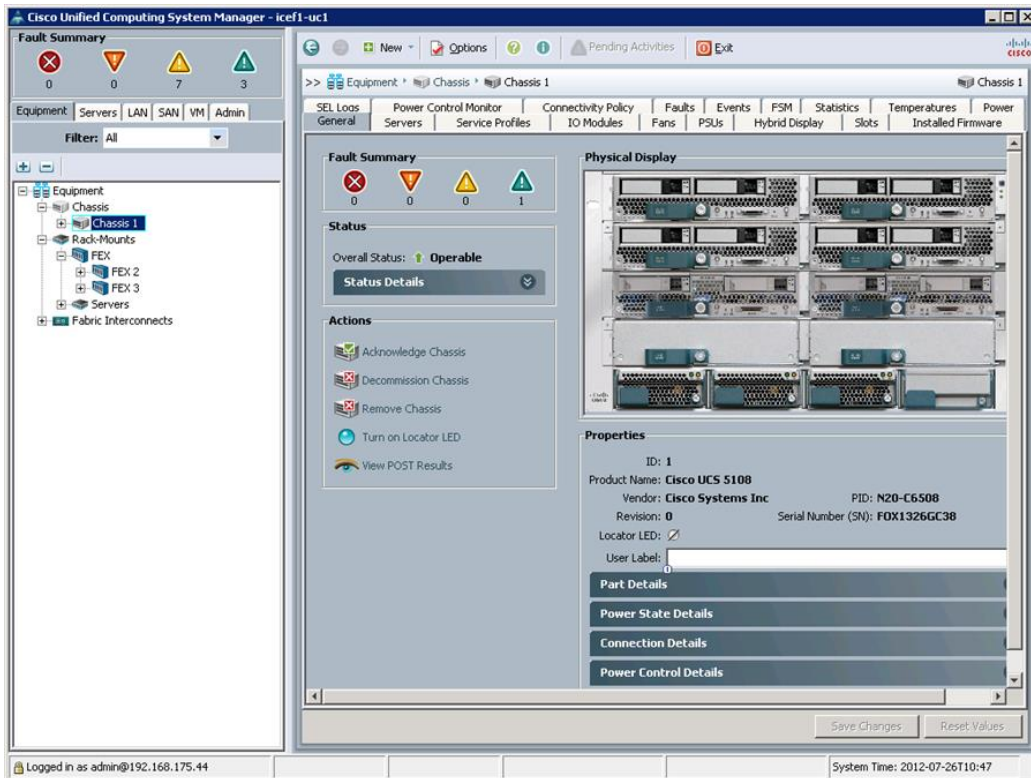 Cisco Unified Computing System Manager - icef1-uc1
Fault Summary
0 0 7 3
New Options Pending Activities Exit
cisco
>> Equipment Chassis Chassis 1 Chassis 1
Equipment Servers LAN SAN VM Admin
Filter: All
Equipment
Chassis
Chassis 1
Rack-Mounts
FEX
FEX 2
FEX 3
Servers
Fabric Interconnects
SEL Logs Power Control Monitor Connectivity Policy Faults Events FSM Statistics Temperatures Power
General Servers Service Profiles IO Modules Fans PSUs Hybrid Display Slots Installed Firmware
Fault Summary
0 0 0 1
Status
Overall Status: Operable
Status Details
Actions
Acknowledge Chassis
Decommission Chassis
Remove Chassis
Turn on Locator LED
View POST Results
Physical Display
Properties
ID: 1
Product Name: Cisco UCS 5108
Vendor: Cisco Systems Inc PID: N20-C6508
Revision: 0 Serial Number (SN): FOX1326GC38
Locator LED:
User Label:
Part Details
Power State Details
Connection Details
Power Control Details
Save Changes Reset Values
Logged in as admin@192.168.175.44 System Time: 2012-07-26T10:47